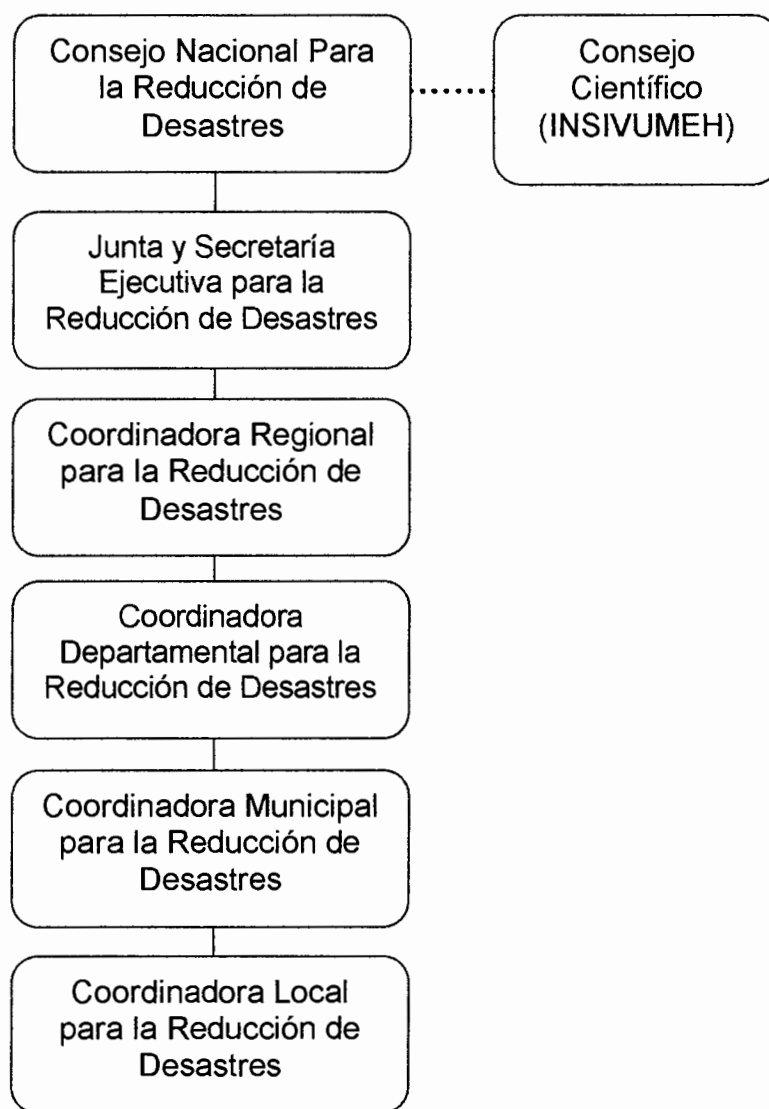 Consejo Nacional Para
la Reducción de
Desastres
Consejo
Científico
(INSIVUMEH)
Junta y Secretaría
Ejecutiva para la
Reducción de Desastres
Coordinadora Regional
para la Reducción de
Desastres
Coordinadora
Departamental para la
Reducción de Desastres
Coordinadora Municipal
para la Reducción de
Desastres
Coordinadora Local
para la Reducción de
Desastres